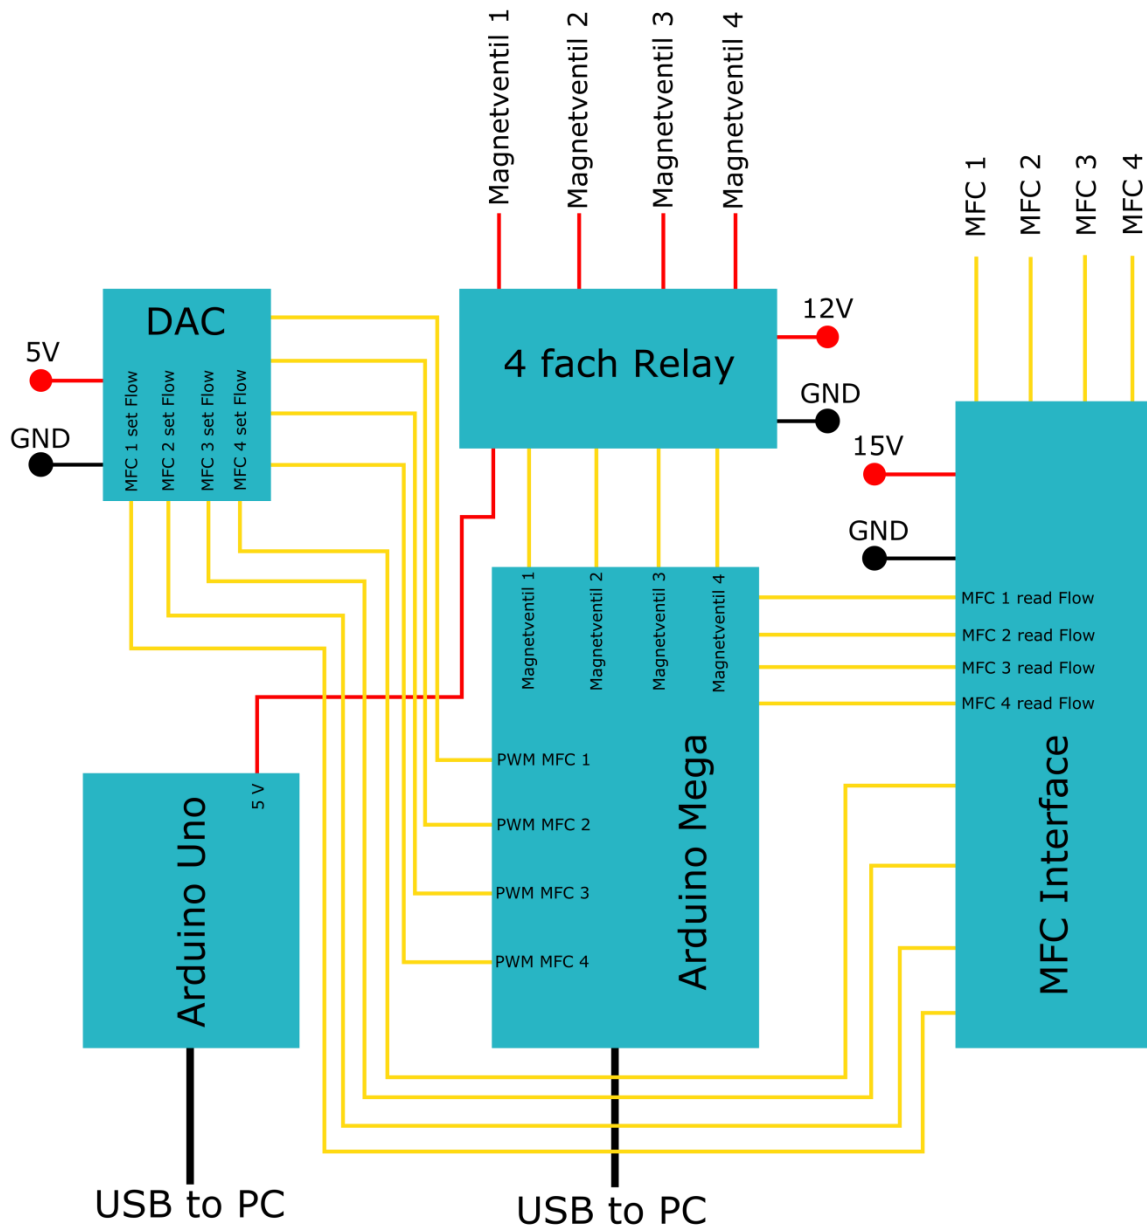 Magnetventil 1
Magnetventil 2
Magnetventil 3
Magnetventil 4
MFC 1
MFC 2
MFC 3
MFC 4
DAC
5V
GND
MFC 1 set Flow
MFC 2 set Flow
MFC 3 set Flow
MFC 4 set Flow
4 fach Relay
12V
GND
15V
GND
Magnetventil 1
Magnetventil 2
Magnetventil 3
Magnetventil 4
MFC 1 read Flow
MFC 2 read Flow
MFC 3 read Flow
MFC 4 read Flow
MFC Interface
PWM MFC 1
PWM MFC 2
PWM MFC 3
PWM MFC 4
Arduino Mega
5 V
Arduino Uno
USB to PC
USB to PC